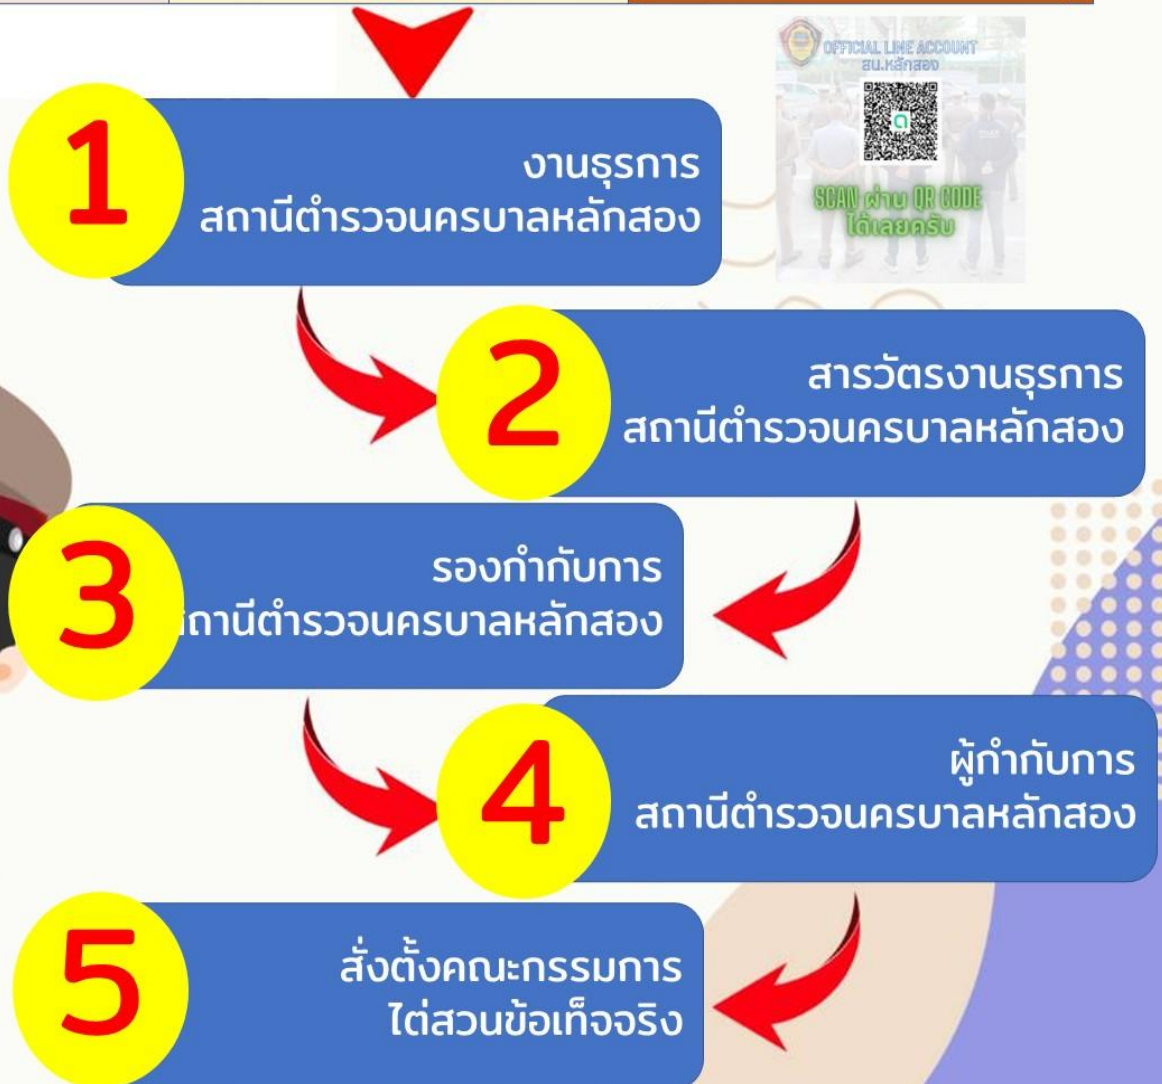 OFFICIAL LINE ACCOUNT
สน.หลักสอง
SCAN ผ่าน QR CODE
ได้เลยครับ
1
งานธุรการ
สถานีตำรวจนครบาลหลักสอง
2
สารวัตรงานธุรการ
สถานีตำรวจนครบาลหลักสอง
3
รองกำกับการ
สถานีตำรวจนครบาลหลักสอง
4
ผู้กำกับการ
สถานีตำรวจนครบาลหลักสอง
5
สั่งตั้งคณะกรรมการ
ไต่สวนข้อเท็จจริง